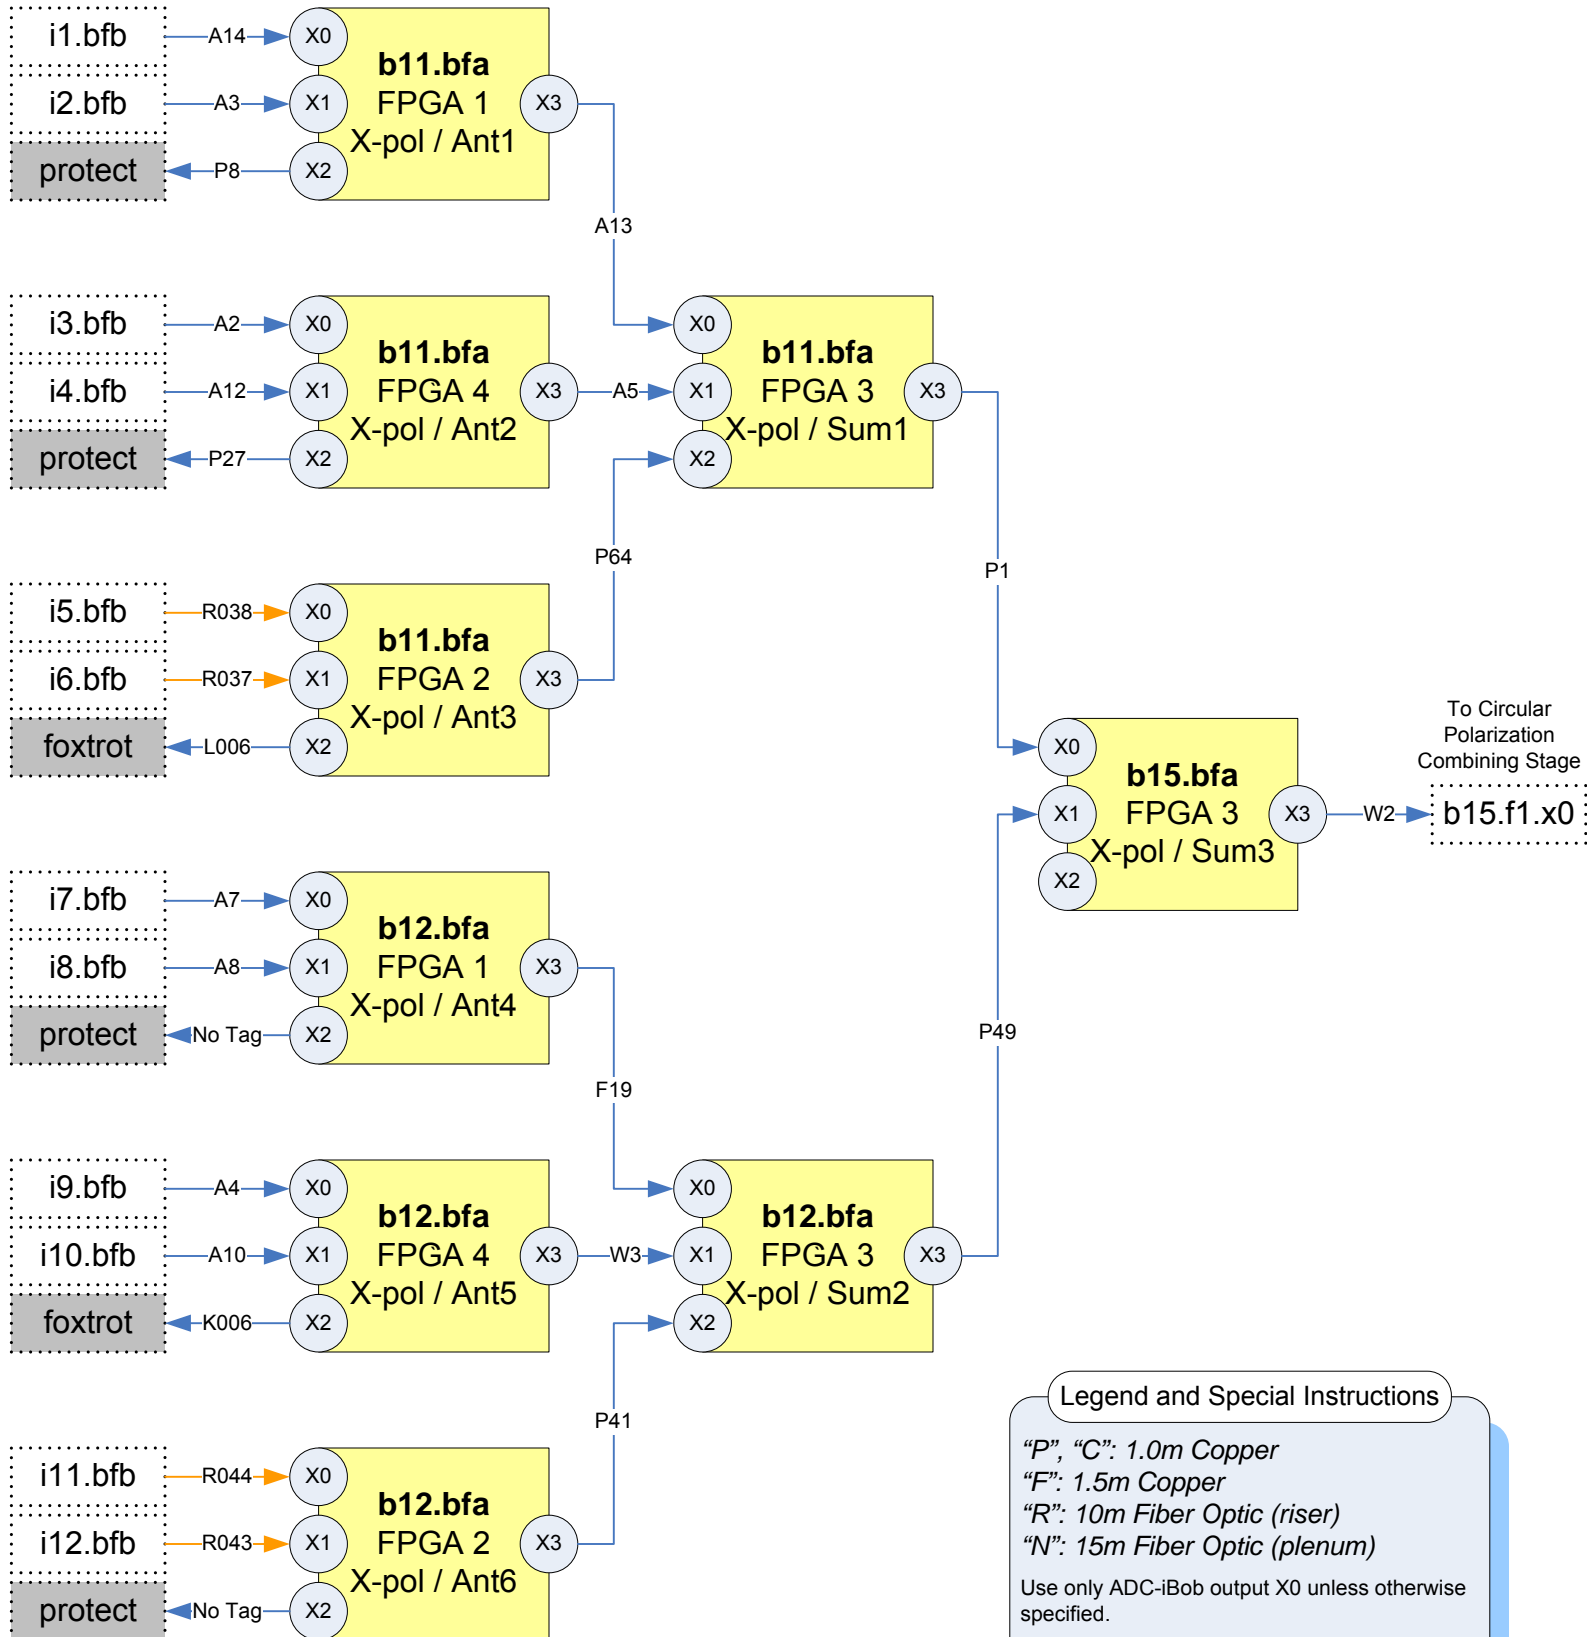 i1.bfb
A14
X0
i2.bfb
A3
X1
protect
P8
X2
b11.bfa
FPGA 1
X-pol / Ant1
X3
A13
i3.bfb
A2
X0
i4.bfb
A12
X1
protect
P27
X2
b11.bfa
FPGA 4
X-pol / Ant2
X3
A5
X0
X1
X2
b11.bfa
FPGA 3
X-pol / Sum1
X3
P64
P1
i5.bfb
R038
X0
i6.bfb
R037
X1
foxtrot
L006
X2
b11.bfa
FPGA 2
X-pol / Ant3
X3
X0
X1
X2
b15.bfa
FPGA 3
X-pol / Sum3
X3
W2
To Circular
Polarization
Combining Stage
b15.f1.x0
i7.bfb
A7
X0
i8.bfb
A8
X1
protect
No Tag
X2
b12.bfa
FPGA 1
X-pol / Ant4
X3
F19
P49
i9.bfb
A4
X0
i10.bfb
A10
X1
foxtrot
K006
X2
b12.bfa
FPGA 4
X-pol / Ant5
X3
W3
X0
X1
X2
b12.bfa
FPGA 3
X-pol / Sum2
X3
P41
i11.bfb
R044
X0
i12.bfb
R043
X1
protect
No Tag
X2
b12.bfa
FPGA 2
X-pol / Ant6
X3
Legend and Special Instructions
“P”, “C”: 1.0m Copper
“F”: 1.5m Copper
“R”: 10m Fiber Optic (riser)
“N”: 15m Fiber Optic (plenum)
Use only ADC-iBob output X0 unless otherwise
specified.